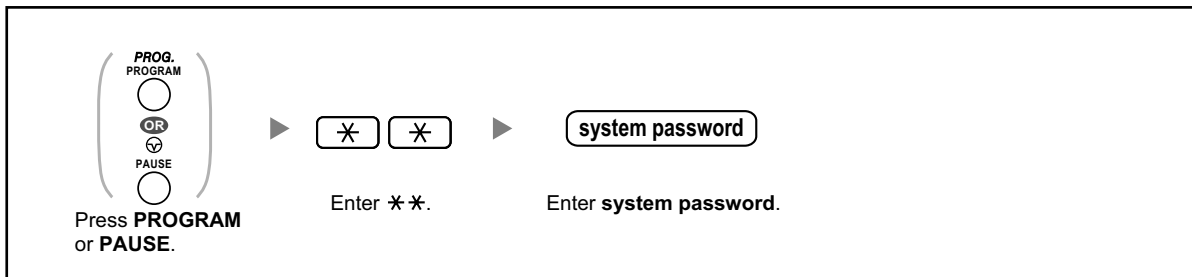 PROG.
PROGRAM
OR
PAUSE
Press PROGRAM
or PAUSE.
✱ ✱
Enter ✱✱.
system password
Enter system password.